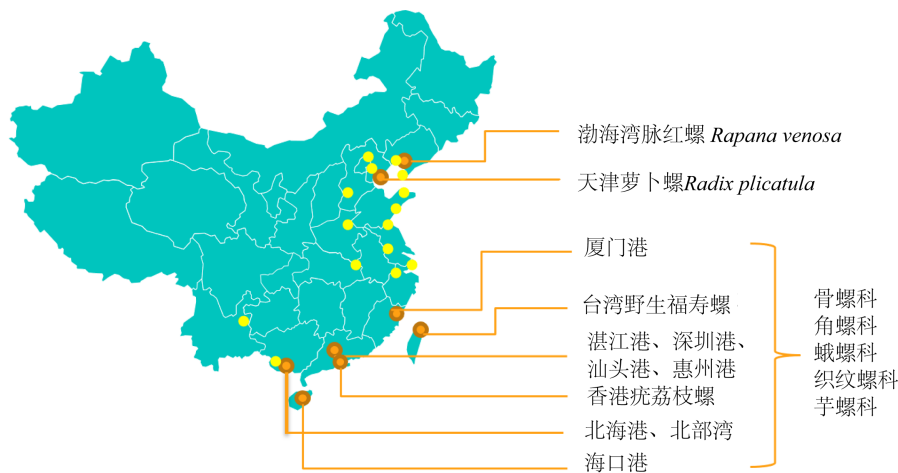 渤海湾脉红螺 Rapana venosa
天津萝卜螺Radix plicatula
厦门港
台湾野生福寿螺
湛江港、深圳港、
汕头港、惠州港
香港疣荔枝螺
北海港、北部湾
海口港
骨螺科
角螺科
蛾螺科
织纹螺科
芋螺科